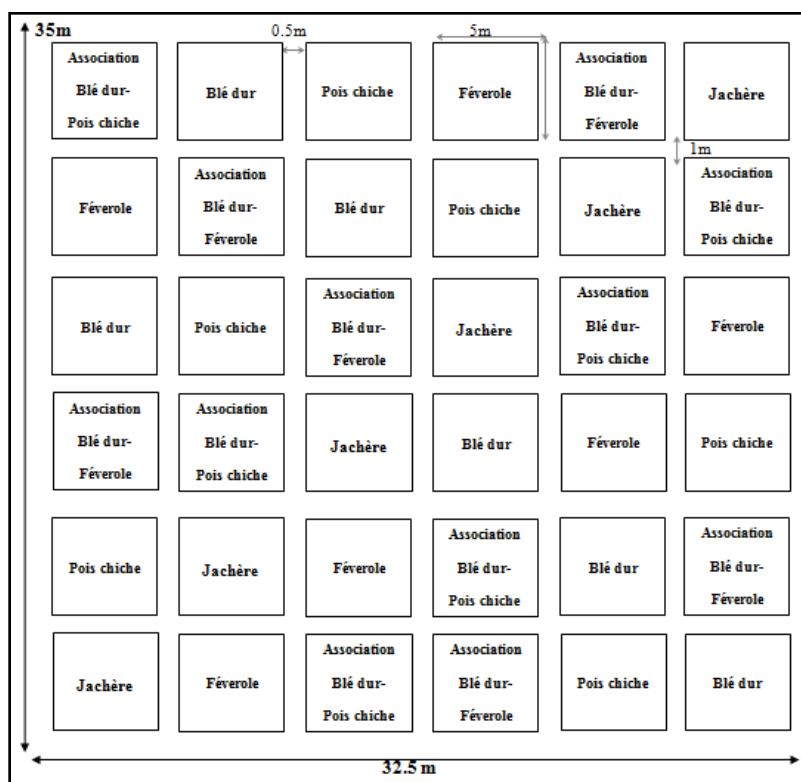 35m
0.5m
5m
Association
Blé dur-
Pois chiche
Blé dur
Pois chiche
Féverole
Association
Blé dur-
Féverole
Jachère
1m
Féverole
Association
Blé dur-
Féverole
Blé dur
Pois chiche
Jachère
Association
Blé dur-
Pois chiche
Blé dur
Pois chiche
Association
Blé dur-
Féverole
Jachère
Association
Blé dur-
Pois chiche
Féverole
Association
Blé dur-
Féverole
Association
Blé dur-
Pois chiche
Jachère
Blé dur
Féverole
Pois chiche
Pois chiche
Jachère
Féverole
Association
Blé dur-
Pois chiche
Blé dur
Association
Blé dur-
Féverole
Jachère
Féverole
Association
Blé dur-
Pois chiche
Association
Blé dur-
Féverole
Pois chiche
Blé dur
32.5 m